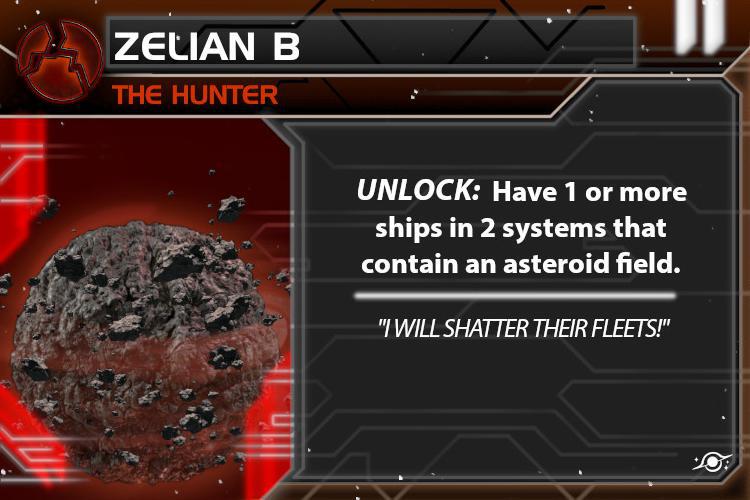 ZELIAN B
THE HUNTER
UNLOCK: Have 1 or more
ships in 2 systems that
contain an asteroid field.
"I WILL SHATTER THEIR FLEETS!"